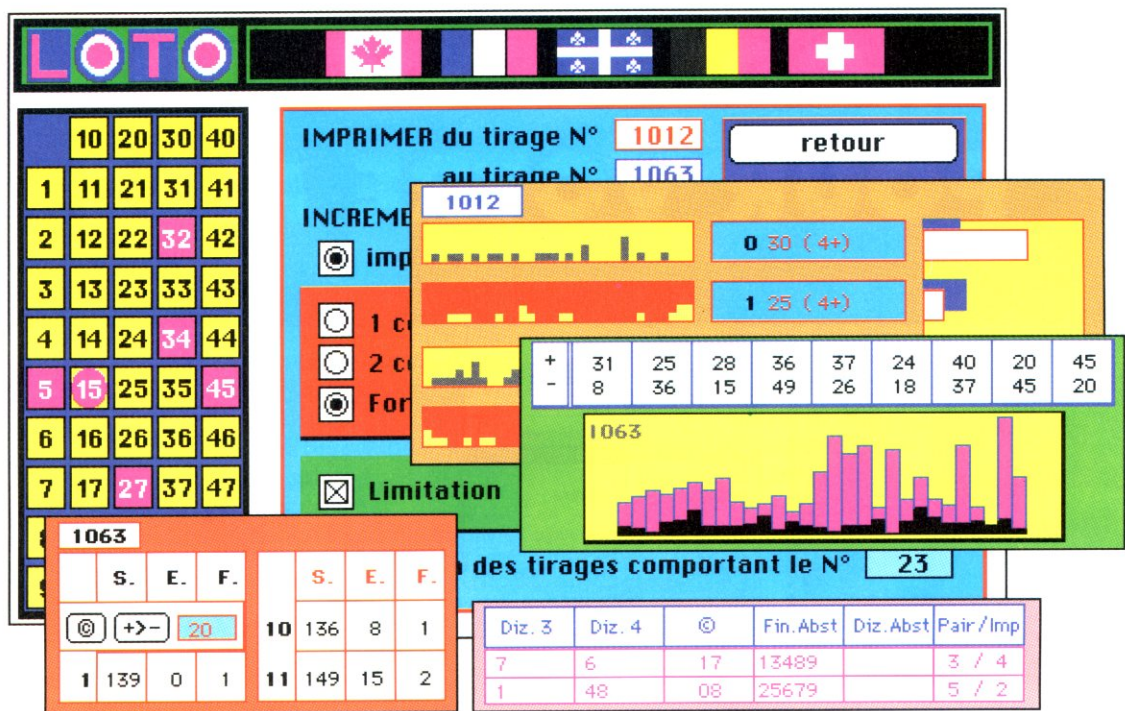 LOTO
10 20 30 40
1 11 21 31 41
2 12 22 32 42
3 13 23 33 43
4 14 24 34 44
5 15 25 35 45
6 16 26 36 46
7 17 27 37 47
IMPRIMER du tirage N° 1012
au tirage N° 1063
retour
INCREME
imp
1 c
2 c
For
Limitation
des tirages comportant le N° 23
1012
0 30 (4+)
1 25 (4+)
+ 31 25 28 36 37 24 40 20 45
- 8 36 15 49 26 18 37 45 20
1063
1063
S. E. F. S. E. F.
© +>- 20 10 136 8 1
1 139 0 1 11 149 15 2
Diz. 3 Diz. 4 © Fin.Abst Diz.Abst Pair/Imp
7 6 17 13489 3 / 4
1 48 08 25679 5 / 2